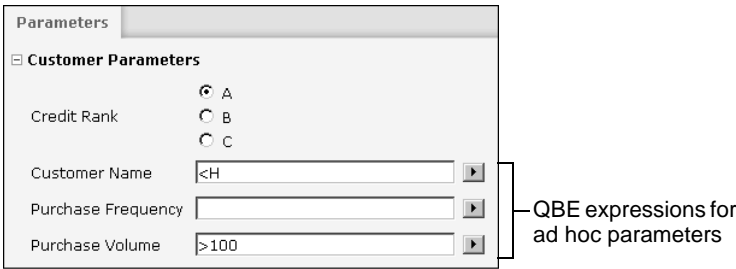 Parameters
Customer Parameters
A
Credit Rank
B
C
Customer Name <H
Purchase Frequency
Purchase Volume >100
QBE expressions for
ad hoc parameters